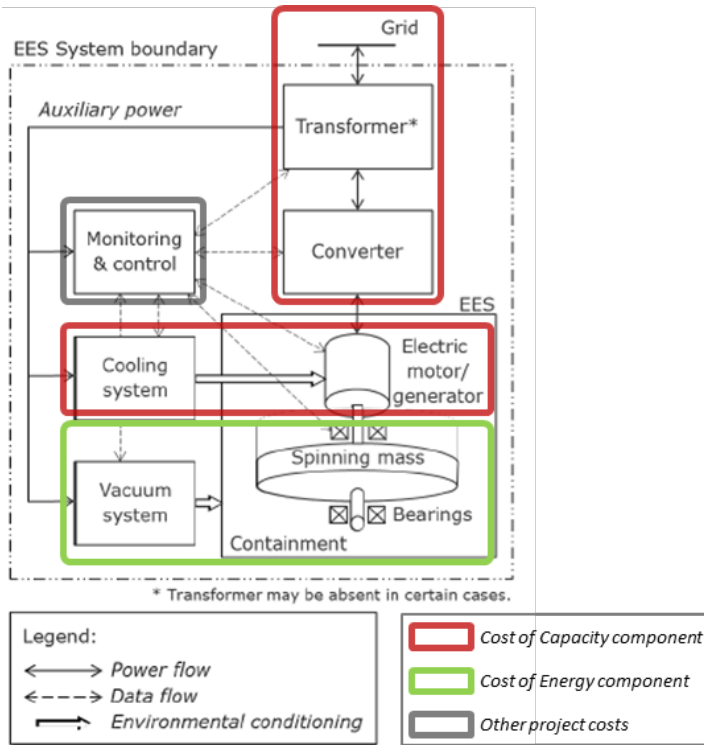 Grid
EES System boundary
Auxiliary power
Transformer*
Monitoring
& control
Converter
EES
Cooling
system
Electric
motor/
generator
Spinning mass
Vacuum
system
Bearings
Containment
* Transformer may be absent in certain cases.
Legend:
Power flow
Data flow
Environmental conditioning
Cost of Capacity component
Cost of Energy component
Other project costs